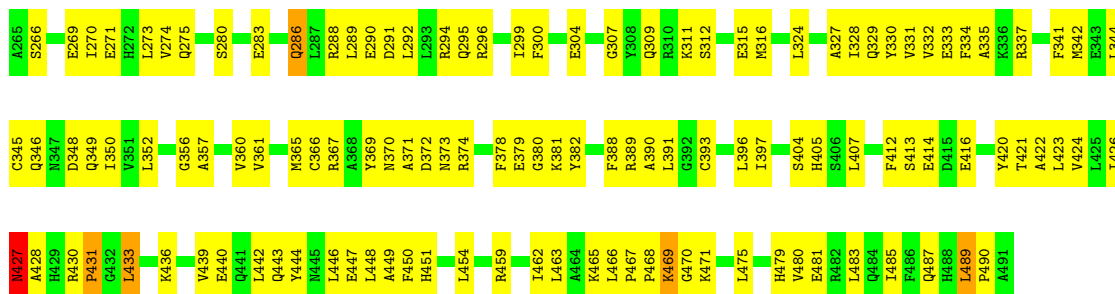 A265 S266 E269 I270 E271 H272 L273 V274 Q275 S280 E283 Q286 L287 R288 L289 E290 D291 L292 L293 R294 Q295 R296 I299 F300 E304 G307 Y308 Q309 R310 K311 S312 E315 M316 L324 A327 I328 Q329 Y330 V331 V332 E333 F334 A335 K336 R337 F341 M342 E343
C345 Q346 N347 D348 Q349 I350 V351 L352 G356 A357 V360 V361 M365 C366 R367 A368 Y369 N370 A371 D372 N373 R374 F378 E379 G380 K381 Y382 F388 R389 A390 L391 G392 C393 L396 I397 S404 H405 S406 L407 F412 S413 E414 D415 E416 Y420 T421 A422 L423 V424 L425
N427 A428 H429 R430 P431 G432 L433 K436 V439 E440 Q441 L442 Q443 Y444 N445 L446 E447 L448 A449 F450 H451 L454 R459 I462 L463 A464 K465 L466 P467 P468 K469 G470 K471 L475 H479 V480 E481 R482 L483 Q484 I485 F486 Q487 H488 L489 P490 A491